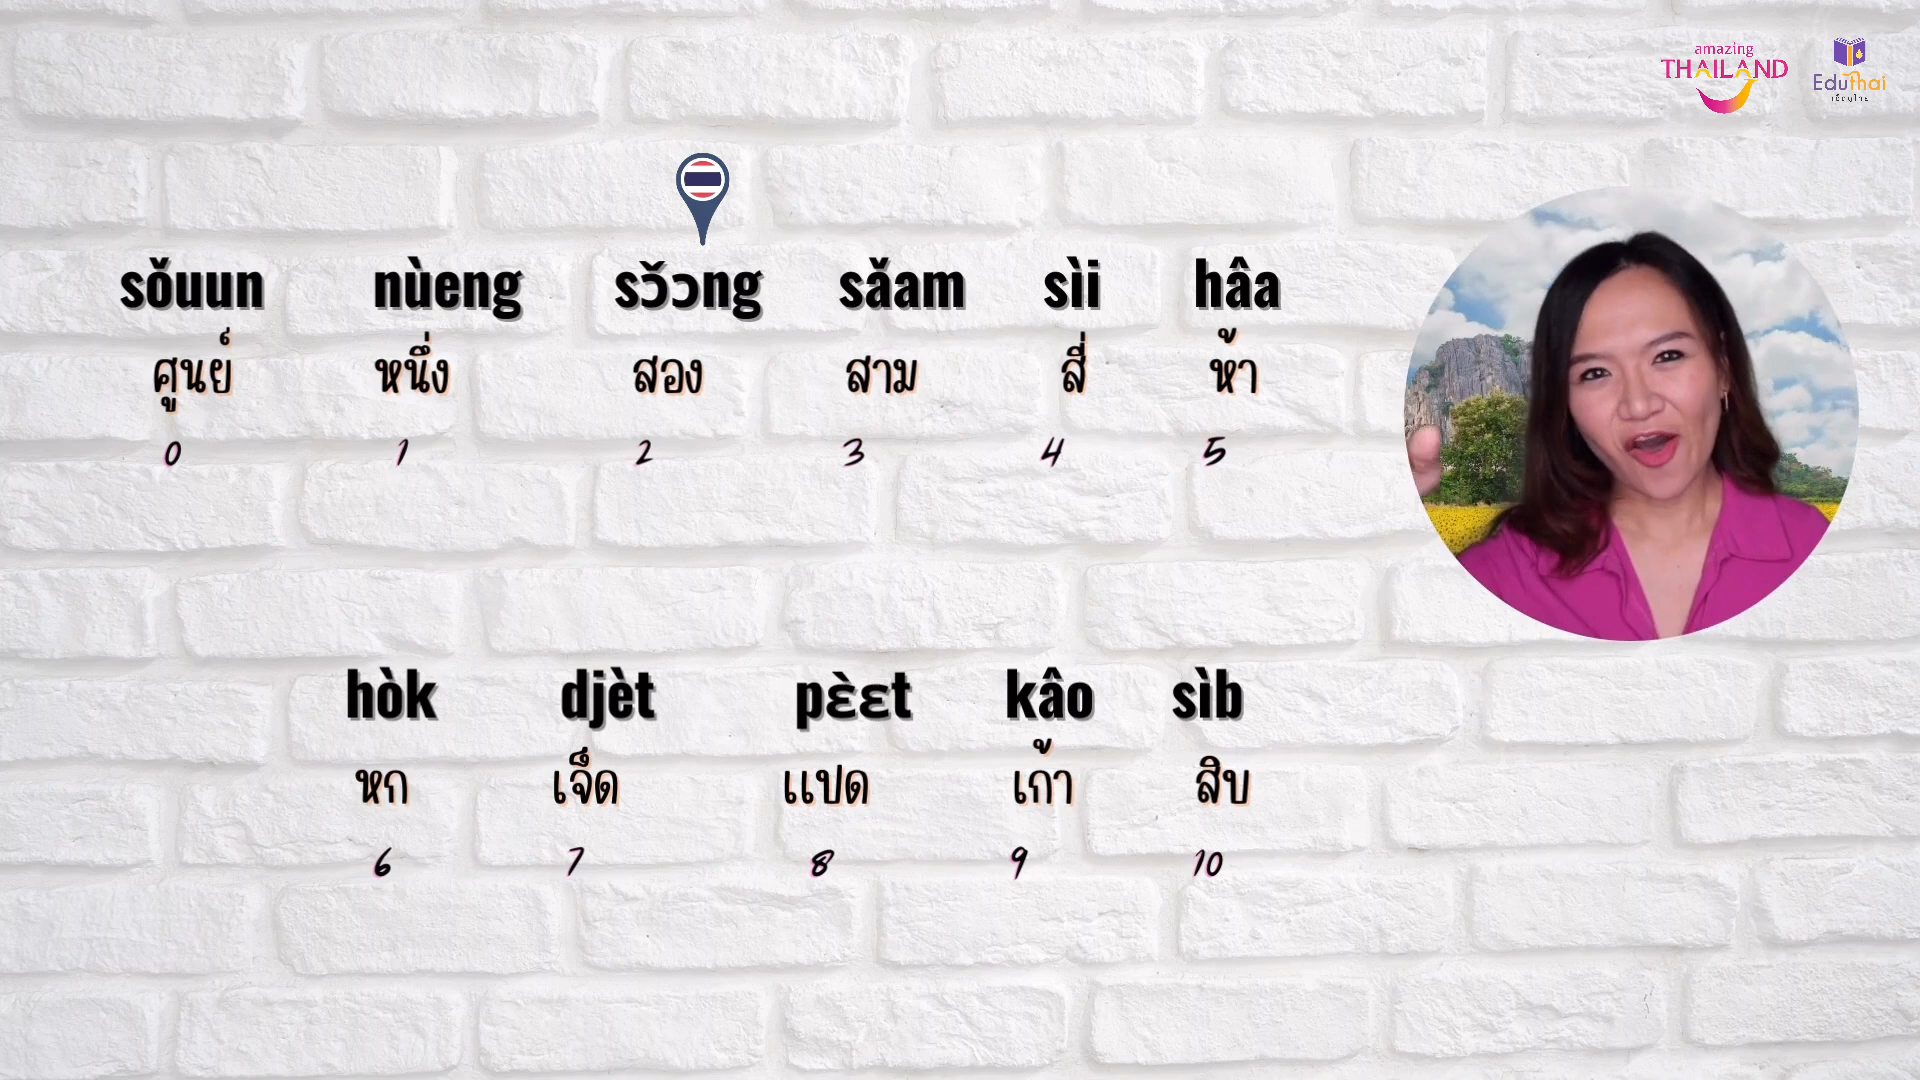 amazing
THAILAND
EduThai
sǒuun nùeng sɔ̌ɔng sǎam sìi hâa
ศูนย์ หนึ่ง สอง สาม สี่ ห้า
0 1 2 3 4 5
hòk djèt pɛ̀ɛt kâo sìb
หก เจ็ด แปด เก้า สิบ
6 7 8 9 10